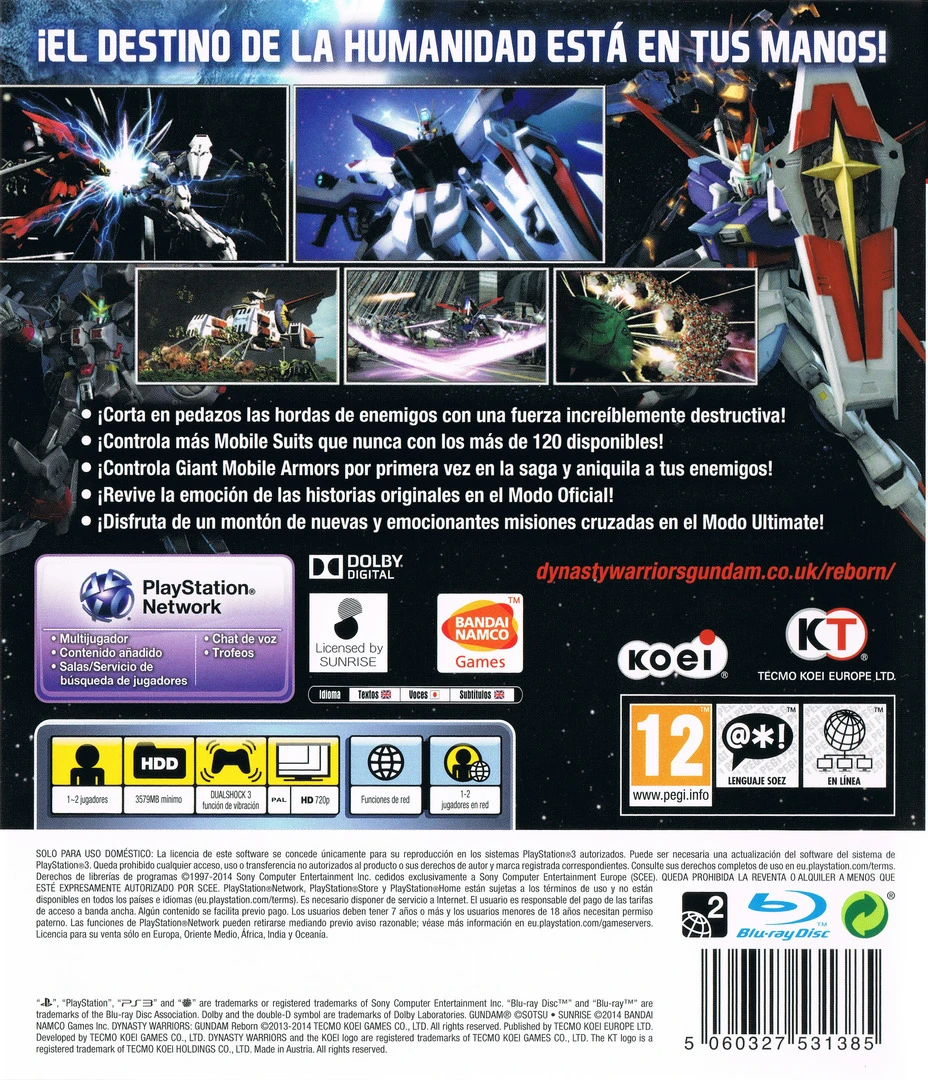 ¡EL DESTINO DE LA HUMANIDAD ESTÁ EN TUS MANOS!
• ¡Corta en pedazos las hordas de enemigos con una fuerza increíblemente destructiva!
• ¡Controla más Mobile Suits que nunca con los más de 120 disponibles!
• ¡Controla Giant Mobile Armors por primera vez en la saga y aniquila a tus enemigos!
• ¡Revive la emoción de las historias originales en el Modo Oficial!
• ¡Disfruta de un montón de nuevas y emocionantes misiones cruzadas en el Modo Ultimate!
PlayStation®
Network
• Multijugador
• Contenido añadido
• Salas/Servicio de
búsqueda de jugadores
• Chat de voz
• Trofeos
DOLBY
DIGITAL
Licensed by
SUNRISE
BANDAI
NAMCO
Games
TM
Idioma Textos Voces Subtítulos
dynastywarriorsgundam.co.uk/reborn/
KOEI®
KT®
TECMO KOEI EUROPE LTD.
1~2 jugadores
HDD
3579MB mínimo
DUALSHOCK 3
función de vibración
PAL
HD 720p
Funciones de red
1-2
jugadores en red
12
www.pegi.info
@*!
LENGUAJE SOEZ
EN LÍNEA
SOLO PARA USO DOMÉSTICO: La licencia de este software se concede únicamente para su reproducción en los sistemas PlayStation®3 autorizados. Puede ser necesaria una actualización del software del sistema de
PlayStation®3. Queda prohibido cualquier acceso, uso o transferencia no autorizados al producto o sus derechos de autor y marca registrada correspondientes. Consulte sus derechos completos de uso en eu.playstation.com/terms.
Derechos de librerías de programas ©1997-2014 Sony Computer Entertainment Inc. cedidos exclusivamente a Sony Computer Entertainment Europe (SCEE). QUEDA PROHIBIDA LA REVENTA O ALQUILER A MENOS QUE
ESTÉ EXPRESAMENTE AUTORIZADO POR SCEE. PlayStation®Network, PlayStation®Store y PlayStation®Home están sujetas a los términos de uso y no están
disponibles en todos los países e idiomas (eu.playstation.com/terms). Es necesario disponer de servicio a Internet. El usuario es responsable del pago de las tarifas
de acceso a banda ancha. Algún contenido se facilita previo pago. Los usuarios deben tener 7 años o más y los usuarios menores de 18 años necesitan permiso
paterno. Las funciones de PlayStation®Network pueden retirarse mediando previo aviso razonable; véase más información en eu.playstation.com/gameservers.
Licencia para su venta sólo en Europa, Oriente Medio, África, India y Oceanía.
2
Blu-ray Disc
®
“ ”, “PlayStation”, “PS3” and “ ” are trademarks or registered trademarks of Sony Computer Entertainment Inc. “Blu-ray Disc™” and “Blu-ray™” are
trademarks of the Blu-ray Disc Association. Dolby and the double-D symbol are trademarks of Dolby Laboratories. GUNDAM® ©SOTSU • SUNRISE ©2014 BANDAI
NAMCO Games Inc. DYNASTY WARRIORS: GUNDAM Reborn ©2013-2014 TECMO KOEI GAMES CO., LTD. All rights reserved. Published by TECMO KOEI EUROPE LTD.
Developed by TECMO KOEI GAMES CO., LTD. DYNASTY WARRIORS and the KOEI logo are registered trademarks of TECMO KOEI GAMES CO., LTD. The KT logo is a
registered trademark of TECMO KOEI HOLDINGS CO., LTD. Made in Austria. All rights reserved.
5 060327 531385